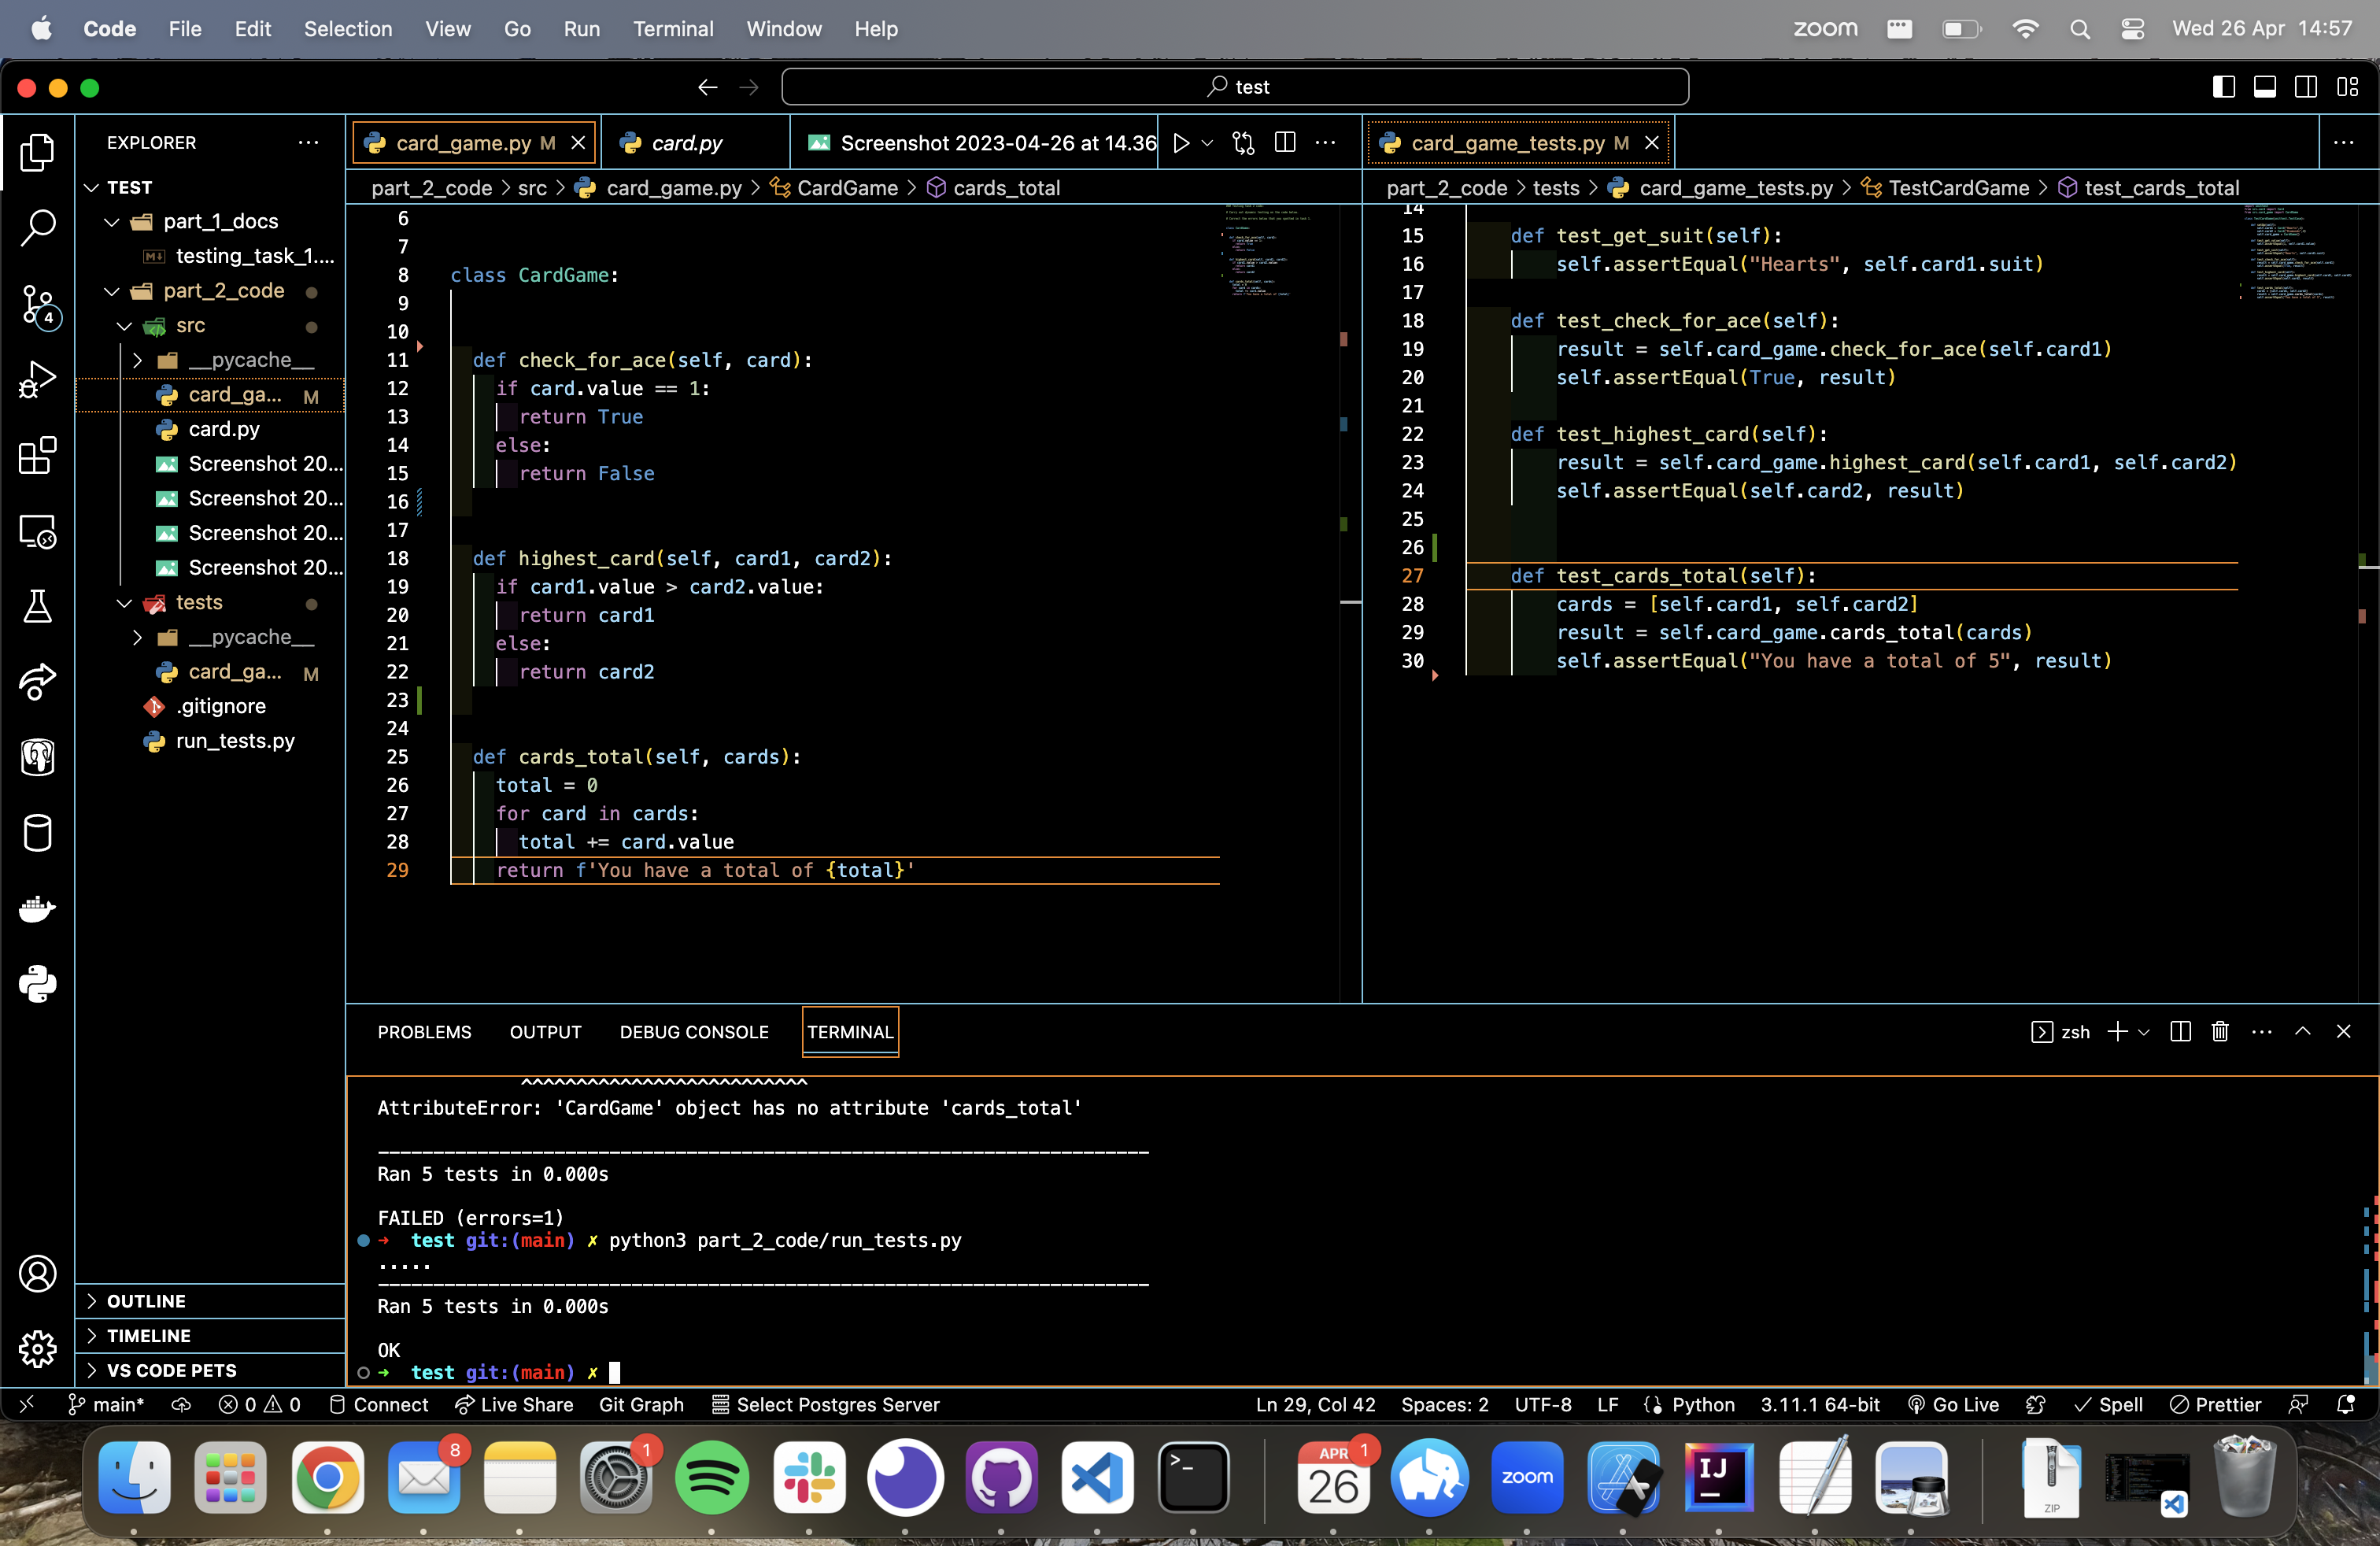 Code File Edit Selection View Go Run Terminal Window Help
zoom Wed 26 Apr 14:57
test
EXPLORER
TEST
part_1_docs
testing_task_1....
part_2_code
src
__pycache__
card_ga... M
card.py
Screenshot 20...
Screenshot 20...
Screenshot 20...
Screenshot 20...
tests
__pycache__
card_ga... M
.gitignore
run_tests.py
OUTLINE
TIMELINE
VS CODE PETS
4
card_game.py M
card.py
Screenshot 2023-04-26 at 14.36
part_2_code > src > card_game.py > CardGame > cards_total
6
7
8 class CardGame:
9
10
11 def check_for_ace(self, card):
12 if card.value == 1:
13 return True
14 else:
15 return False
16
17
18 def highest_card(self, card1, card2):
19 if card1.value > card2.value:
20 return card1
21 else:
22 return card2
23
24
25 def cards_total(self, cards):
26 total = 0
27 for card in cards:
28 total += card.value
29 return f'You have a total of {total}'
card_game_tests.py M
part_2_code > tests > card_game_tests.py > TestCardGame > test_cards_total
14
15 def test_get_suit(self):
16 self.assertEqual("Hearts", self.card1.suit)
17
18 def test_check_for_ace(self):
19 result = self.card_game.check_for_ace(self.card1)
20 self.assertEqual(True, result)
21
22 def test_highest_card(self):
23 result = self.card_game.highest_card(self.card1, self.card2)
24 self.assertEqual(self.card2, result)
25
26
27 def test_cards_total(self):
28 cards = [self.card1, self.card2]
29 result = self.card_game.cards_total(cards)
30 self.assertEqual("You have a total of 5", result)
PROBLEMS OUTPUT DEBUG CONSOLE TERMINAL
zsh
^^^^^^^^^^^^^^^^^^^^^^^^^^
AttributeError: 'CardGame' object has no attribute 'cards_total'
----------------------------------------------------------------------
Ran 5 tests in 0.000s
FAILED (errors=1)
➜ test git:(main) ✗ python3 part_2_code/run_tests.py
.....
----------------------------------------------------------------------
Ran 5 tests in 0.000s
OK
➜ test git:(main) ✗
main* 0 0 Connect Live Share Git Graph Select Postgres Server
Ln 29, Col 42 Spaces: 2 UTF-8 LF Python 3.11.1 64-bit Go Live Spell Prettier
8
1
APR 1
26
zoom
IJ
ZIP